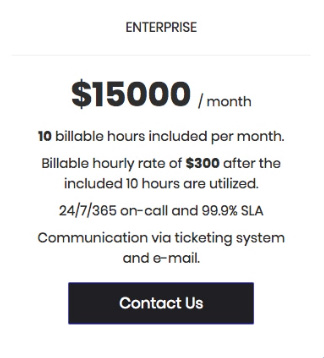 ENTERPRISE
$15000 / month
10 billable hours included per month.
Billable hourly rate of $300 after the
included 10 hours are utilized.
24/7/365 on-call and 99.9% SLA
Communication via ticketing system
and e-mail.
Contact Us